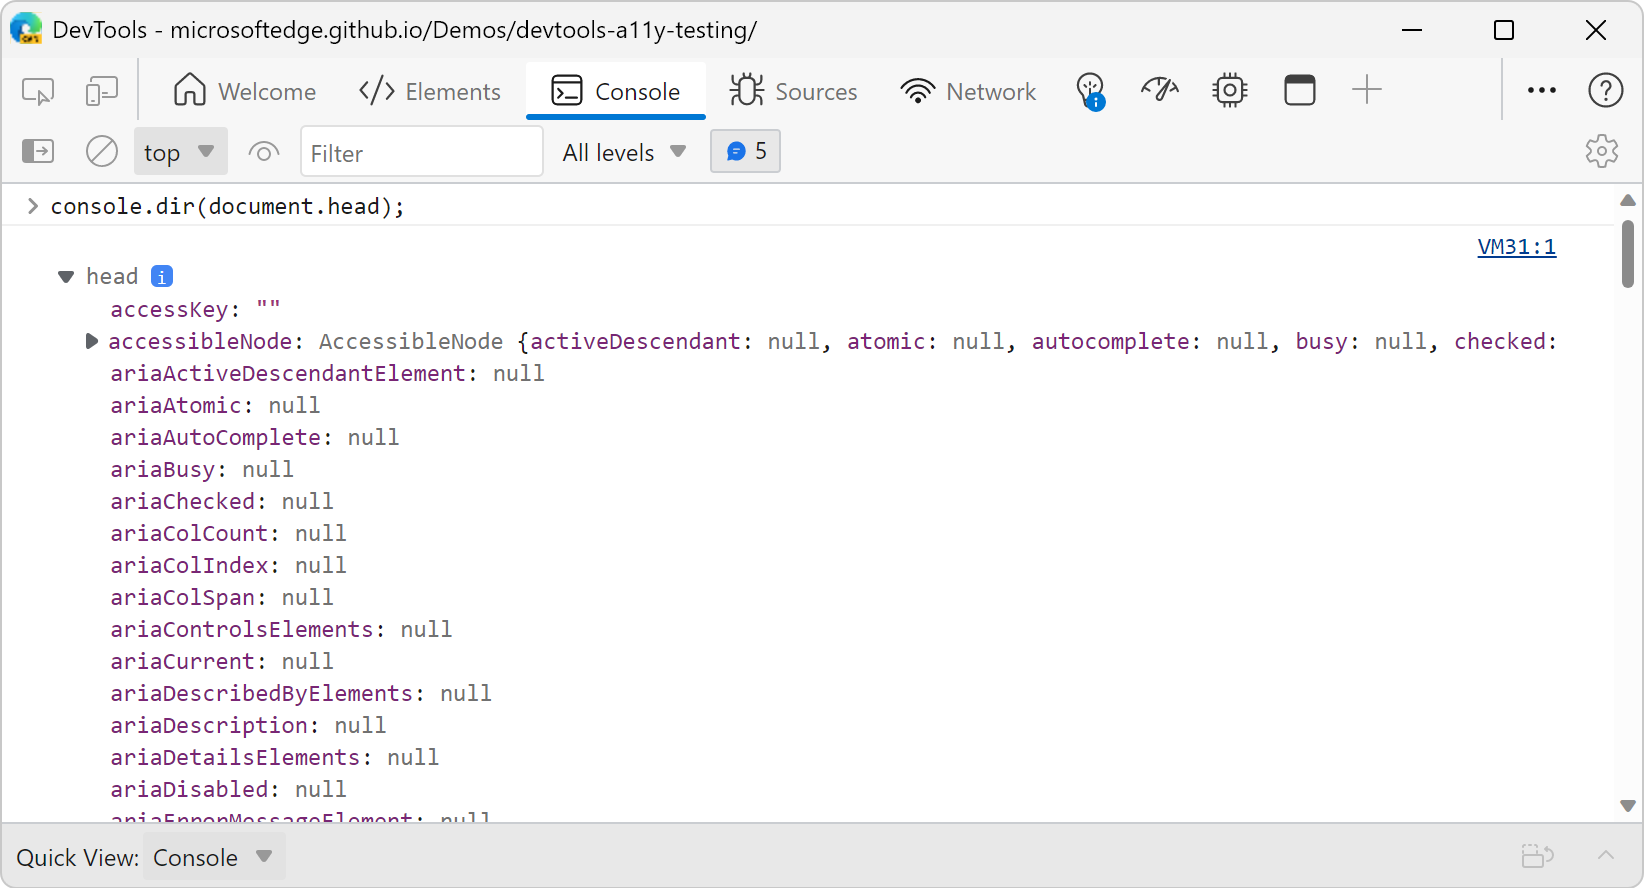 DevTools - microsoftedge.github.io/Demos/devtools-a11y-testing/
Welcome Elements Console Sources Network
top Filter All levels 5
console.dir(document.head);
VM31:1
head i
accessKey: ""
accessibleNode: AccessibleNode {activeDescendant: null, atomic: null, autocomplete: null, busy: null, checked:
ariaActiveDescendantElement: null
ariaAtomic: null
ariaAutoComplete: null
ariaBusy: null
ariaChecked: null
ariaColCount: null
ariaColIndex: null
ariaColSpan: null
ariaControlsElements: null
ariaCurrent: null
ariaDescribedByElements: null
ariaDescription: null
ariaDetailsElements: null
ariaDisabled: null
ariaErrorMessageElement: null
Quick View: Console